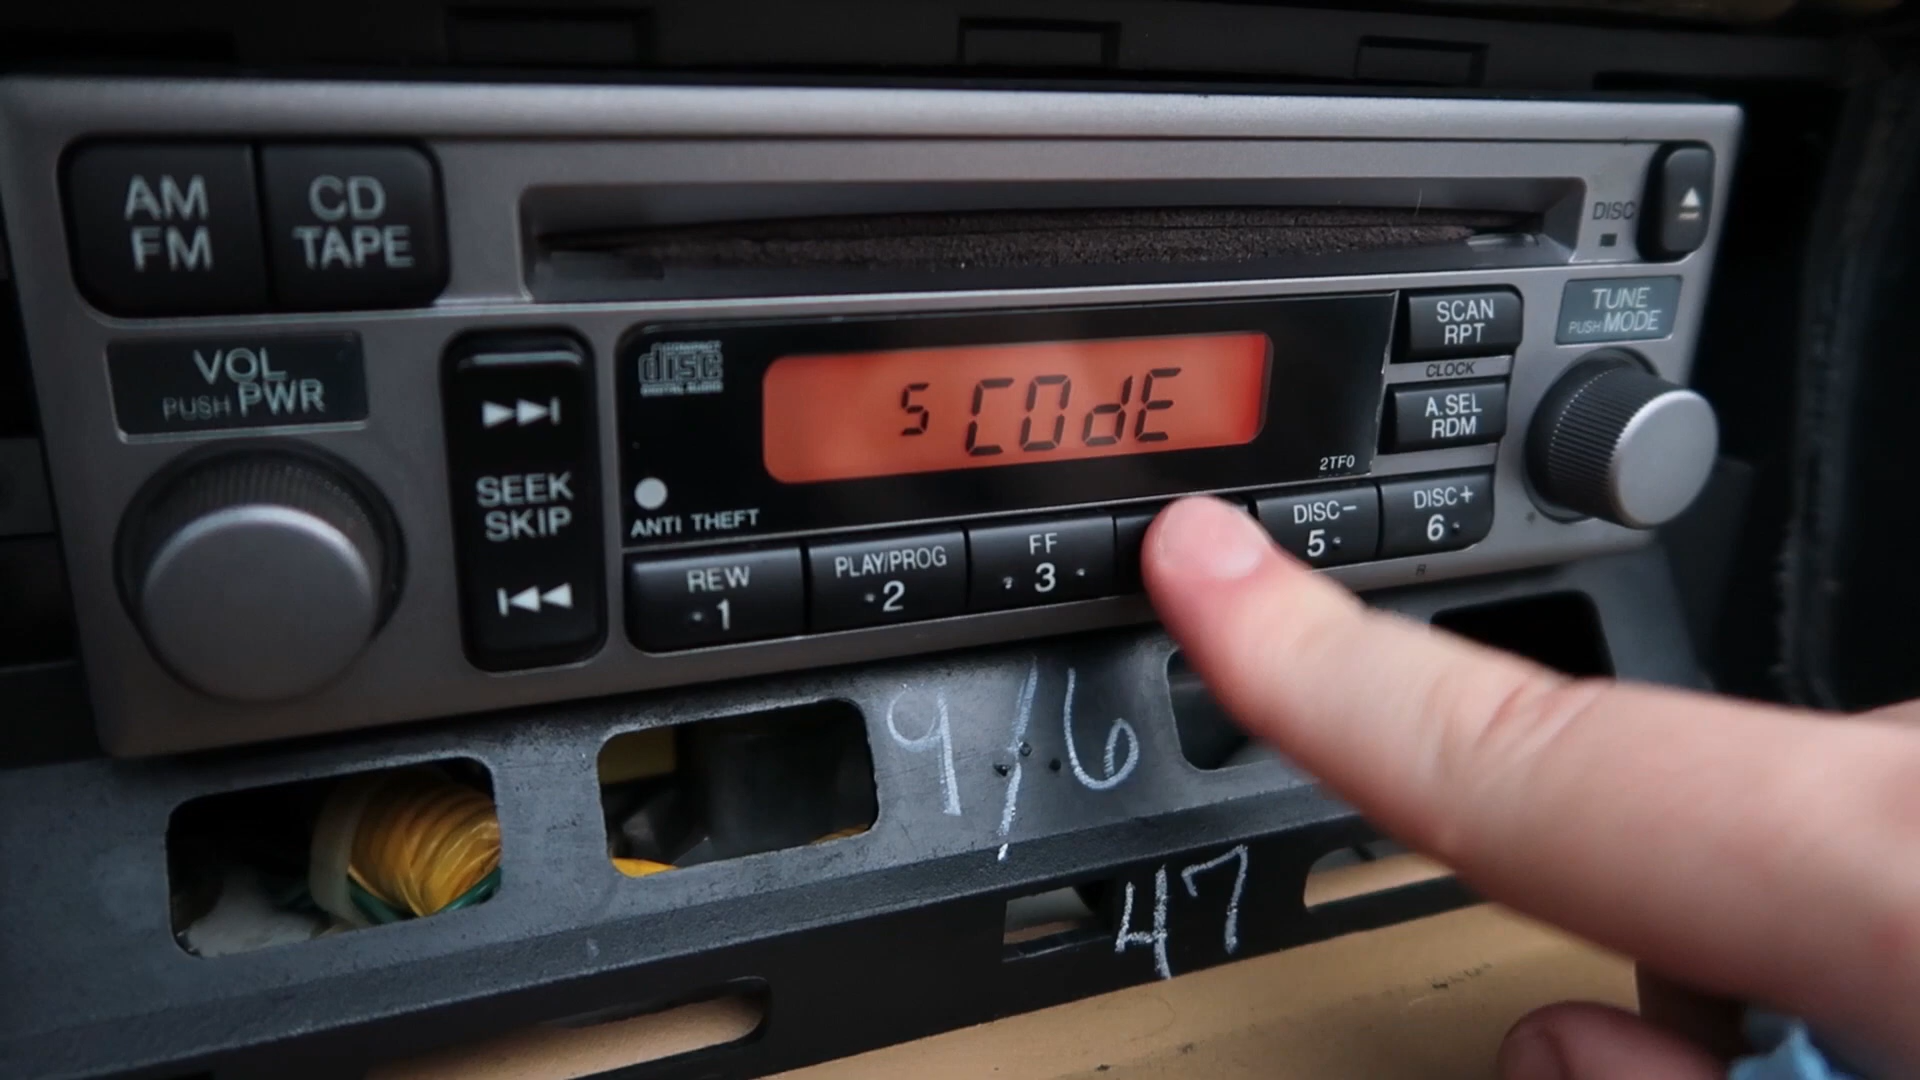 AM
FM
CD
TAPE
DISC
VOL
PUSH PWR
SEEK
SKIP
COMPACT
disc
DIGITAL AUDIO
ANTI THEFT
5 COdE
2TF0
SCAN
RPT
CLOCK
A.SEL
RDM
TUNE
PUSH MODE
REW
1
PLAY/PROG
2
FF
3
DISC-
5
DISC+
6
R
9/6
47